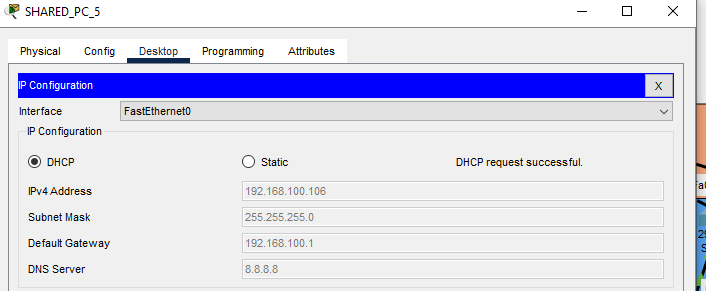 SHARED_PC_5
Physical Config Desktop Programming Attributes
IP Configuration X
Interface FastEthernet0
IP Configuration
DHCP Static DHCP request successful.
IPv4 Address 192.168.100.106
Subnet Mask 255.255.255.0
Default Gateway 192.168.100.1
DNS Server 8.8.8.8